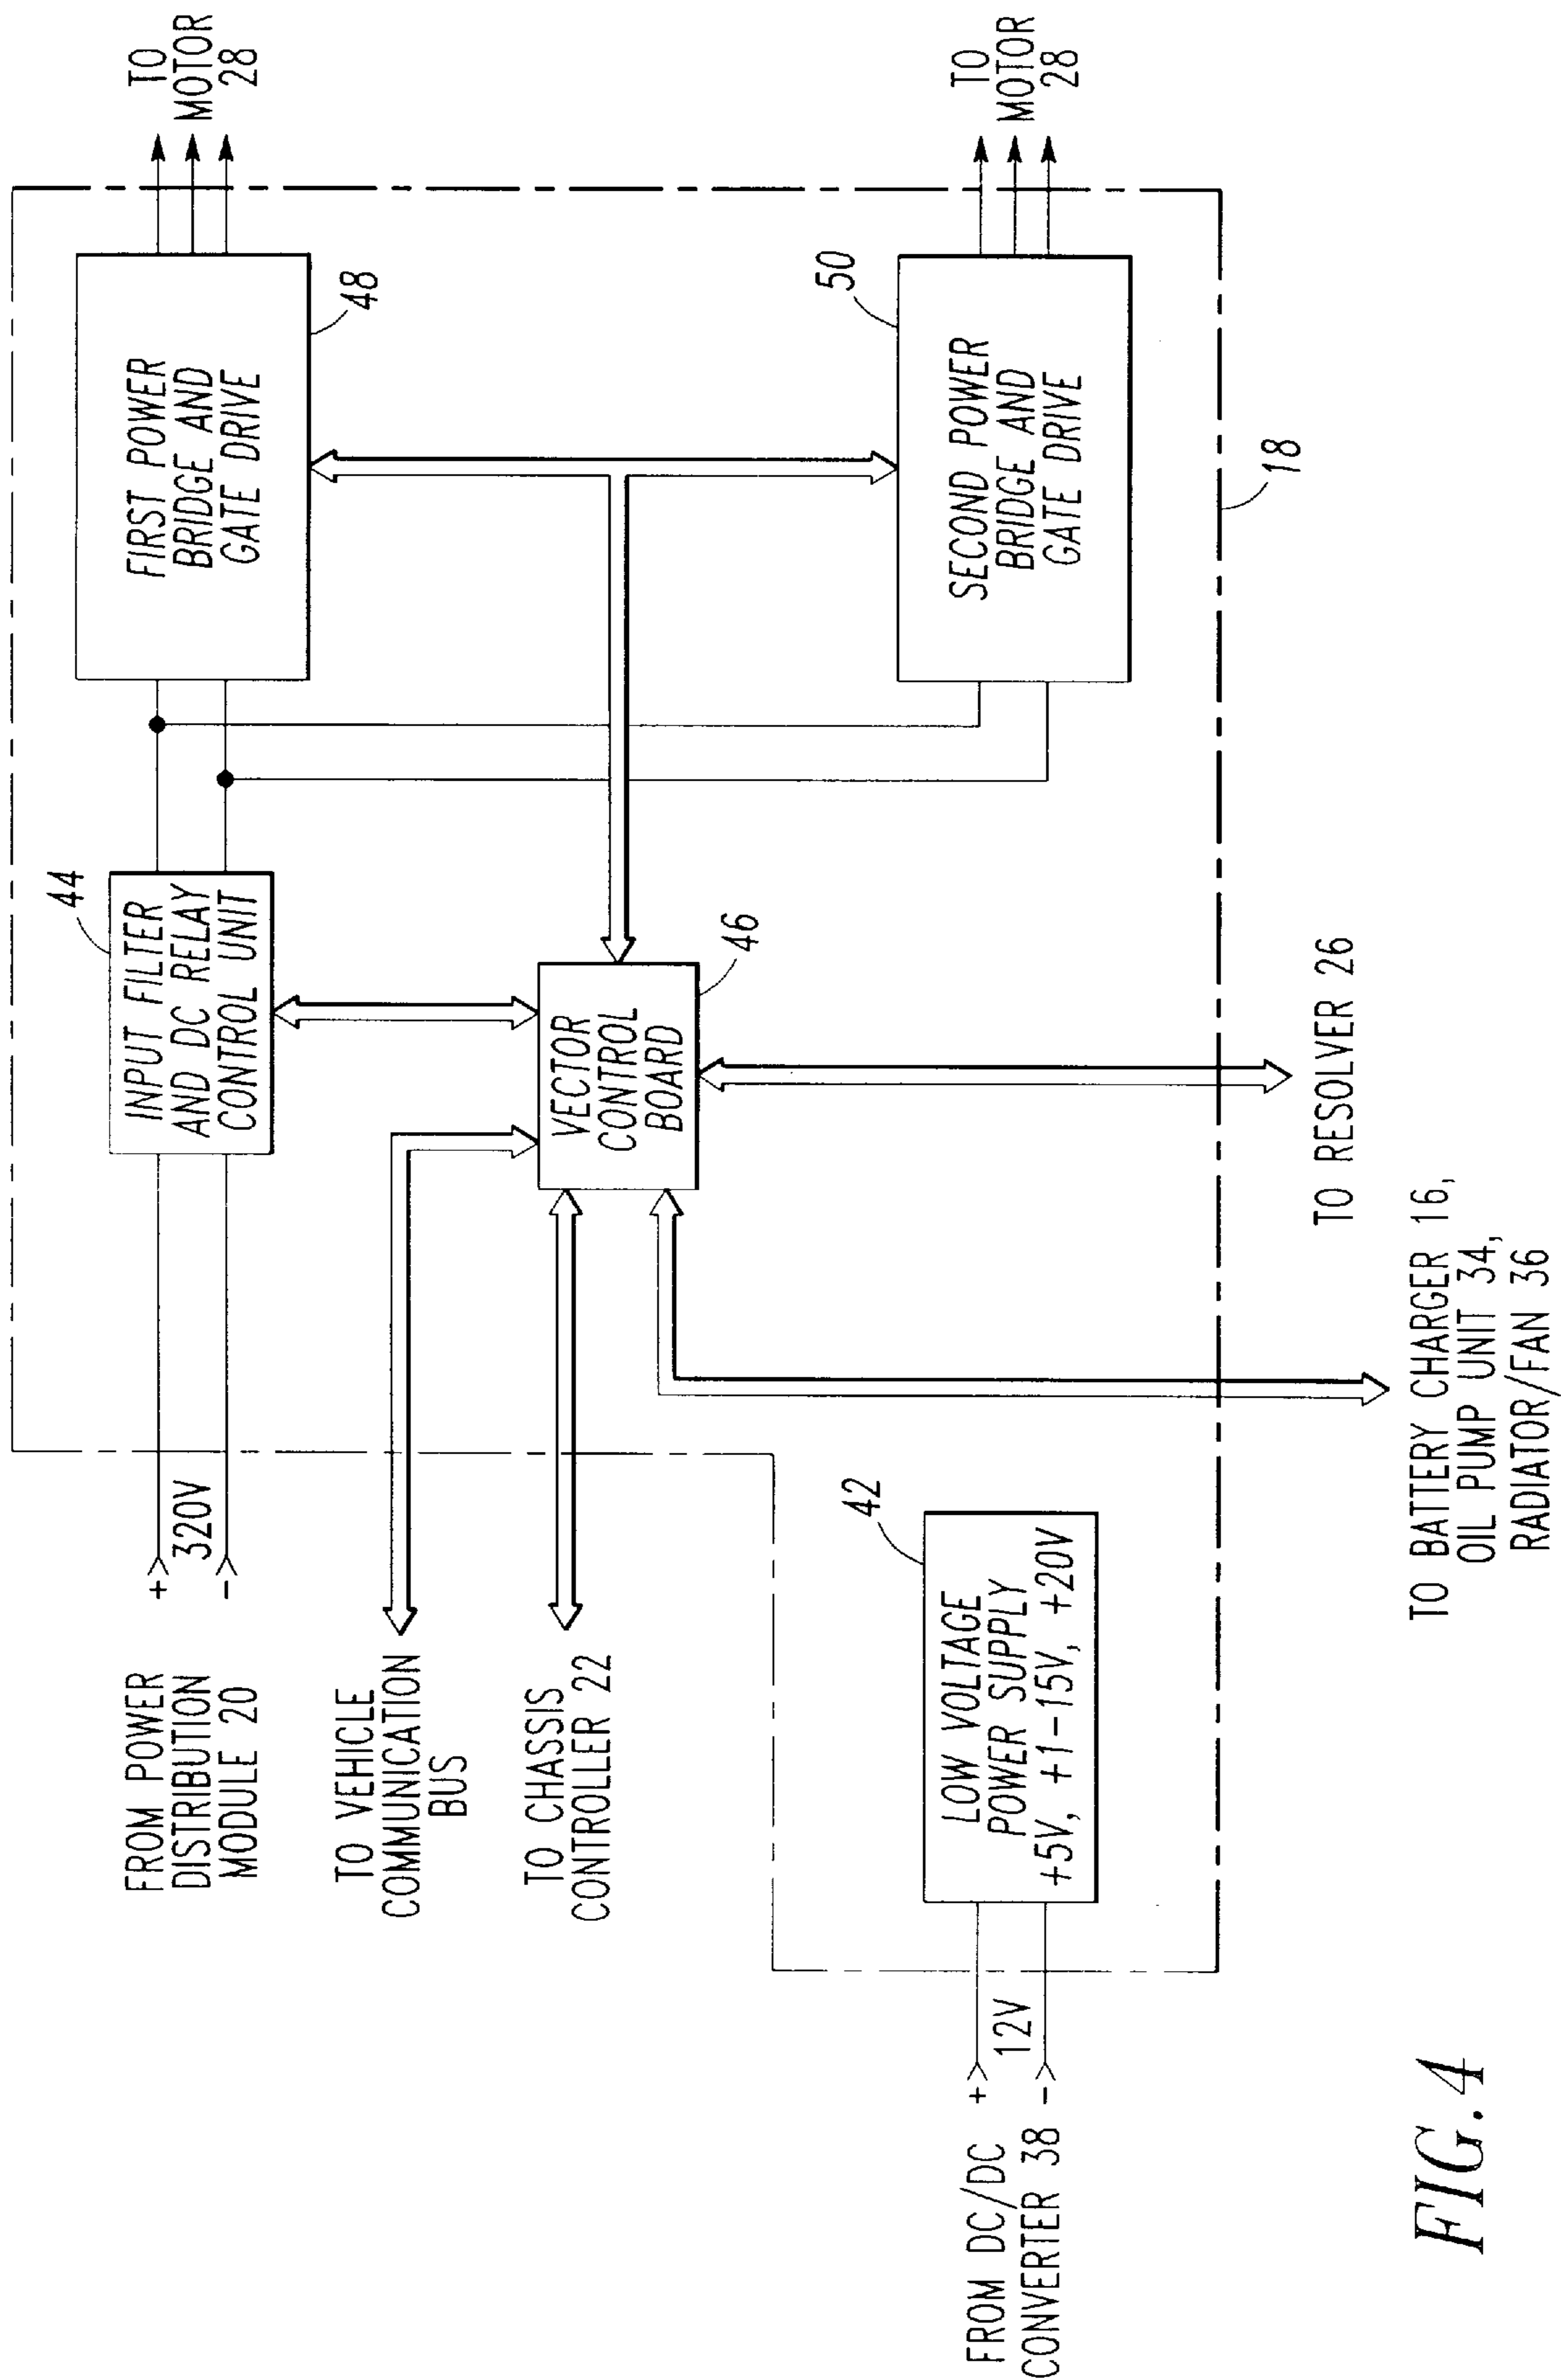 FROM POWER
DISTRIBUTION
MODULE 20
+
320V
-
44
INPUT FILTER
AND DC RELAY
CONTROL UNIT
FIRST POWER
BRIDGE AND
GATE DRIVE
48
TO
MOTOR
28
TO VEHICLE
COMMUNICATION
BUS
TO CHASSIS
CONTROLLER 22
VECTOR
CONTROL
BOARD
46
50
SECOND POWER
BRIDGE AND
GATE DRIVE
TO
MOTOR
28
42
LOW VOLTAGE
POWER SUPPLY
+5V, +1-15V, +20V
FROM DC/DC
CONVERTER 38
+
12V
-
18
TO RESOLVER 26
TO BATTERY CHARGER 16,
OIL PUMP UNIT 34,
RADIATOR/FAN 36
FIG. 4